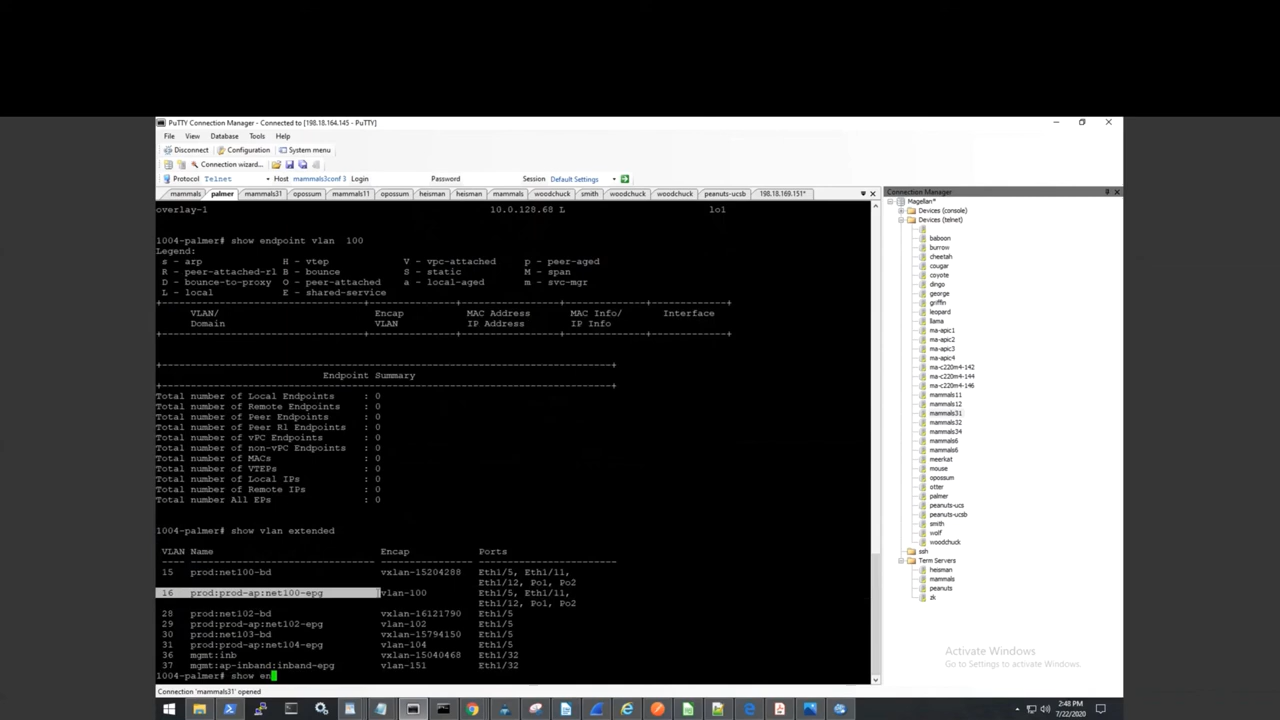 PuTTY Connection Manager - Connected to [198.18.164.145 - PuTTY]
File View Database Tools Help
Disconnect Configuration System menu
Connection wizard...
Protocol Telnet Host mammals3conf 3 Login Password Session Default Settings
mammals palmer mammals31 opossum mammals11 opossum heisman heisman mammals woodchuck smith woodchuck woodchuck peanuts-ucsb 198.18.169.151*
overlay-1 10.0.128.68 L lo1
1004-palmer# show endpoint vlan 100
Legend:
s - arp H - vtep V - vpc-attached p - peer-aged
R - peer-attached-rl B - bounce S - static M - span
D - bounce-to-proxy O - peer-attached a - local-aged m - svc-mgr
L - local E - shared-service
VLAN/ Encap MAC Address MAC Info/ Interface
Domain VLAN IP Address IP Info
Endpoint Summary
Total number of Local Endpoints : 0
Total number of Remote Endpoints : 0
Total number of Peer Endpoints : 0
Total number of Peer Rl Endpoints : 0
Total number of vPC Endpoints : 0
Total number of non-vPC Endpoints : 0
Total number of MACs : 0
Total number of VTEPs : 0
Total number of Local IPs : 0
Total number of Remote IPs : 0
Total number All EPs : 0
1004-palmer# show vlan extended
VLAN Name Encap Ports
15 prod:net100-bd vxlan-15204288 Eth1/5, Eth1/11,
Eth1/12, Po1, Po2
16 prod:prod-ap:net100-epg vlan-100 Eth1/5, Eth1/11,
Eth1/12, Po1, Po2
28 prod:net102-bd vxlan-16121790 Eth1/5
29 prod:prod-ap:net102-epg vlan-102 Eth1/5
30 prod:net103-bd vxlan-15794150 Eth1/5
31 prod:prod-ap:net104-epg vlan-104 Eth1/5
36 mgmt:inb vxlan-15040468 Eth1/32
37 mgmt:ap-inband:inband-epg vlan-151 Eth1/32
1004-palmer# show en
Connection 'mammals31' opened
Connection Manager
Magellan*
Devices (console)
Devices (telnet)
baboon
burrow
cheetah
cougar
coyote
dingo
george
griffin
leopard
llama
ma-apic1
ma-apic2
ma-apic3
ma-apic4
ma-c220m4-142
ma-c220m4-144
ma-c220m4-146
mammals11
mammals12
mammals31
mammals32
mammals34
mammals6
mammals6
meerkat
mouse
opossum
otter
palmer
peanuts-ucs
peanuts-ucsb
smith
wolf
woodchuck
ssh
Term Servers
heisman
mammals
peanuts
zk
Activate Windows
Go to Settings to activate Windows.
2:48 PM
7/22/2020